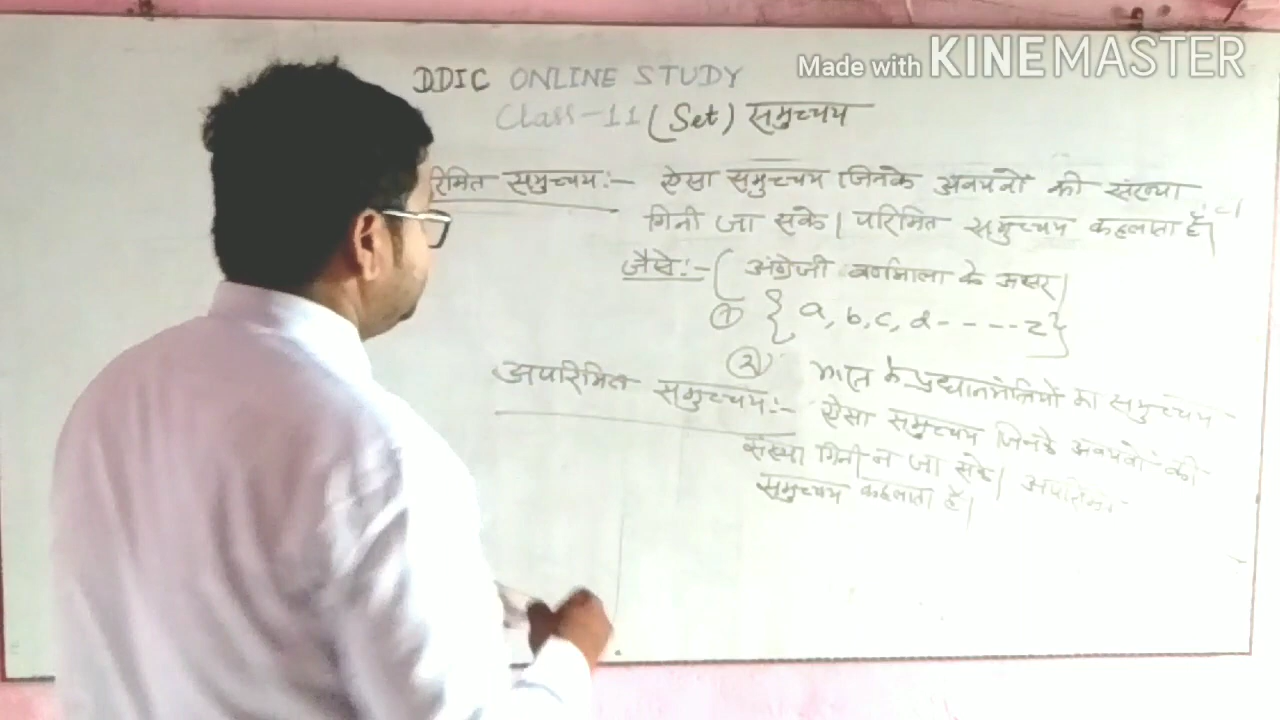 Made with KINEMASTER
DDIC ONLINE STUDY
Class-11 (Set) समुच्चय
रिमित समुच्चय:- ऐसा समुच्चय जिनके अवयवों की संख्या
गिनी जा सके। परिमित समुच्चय कहलाता है।
जैसे:- ( अंग्रेजी वर्णमाला के अक्षर)
① { a, b, c, d - - - - - z }
② भारत के प्रधानमंत्रियों का समुच्चय
अपरिमित समुच्चय:- ऐसा समुच्चय जिनके अवयवों की
संख्या गिनी न जा सके। अपरिमित
समुच्चय कहलाता है।